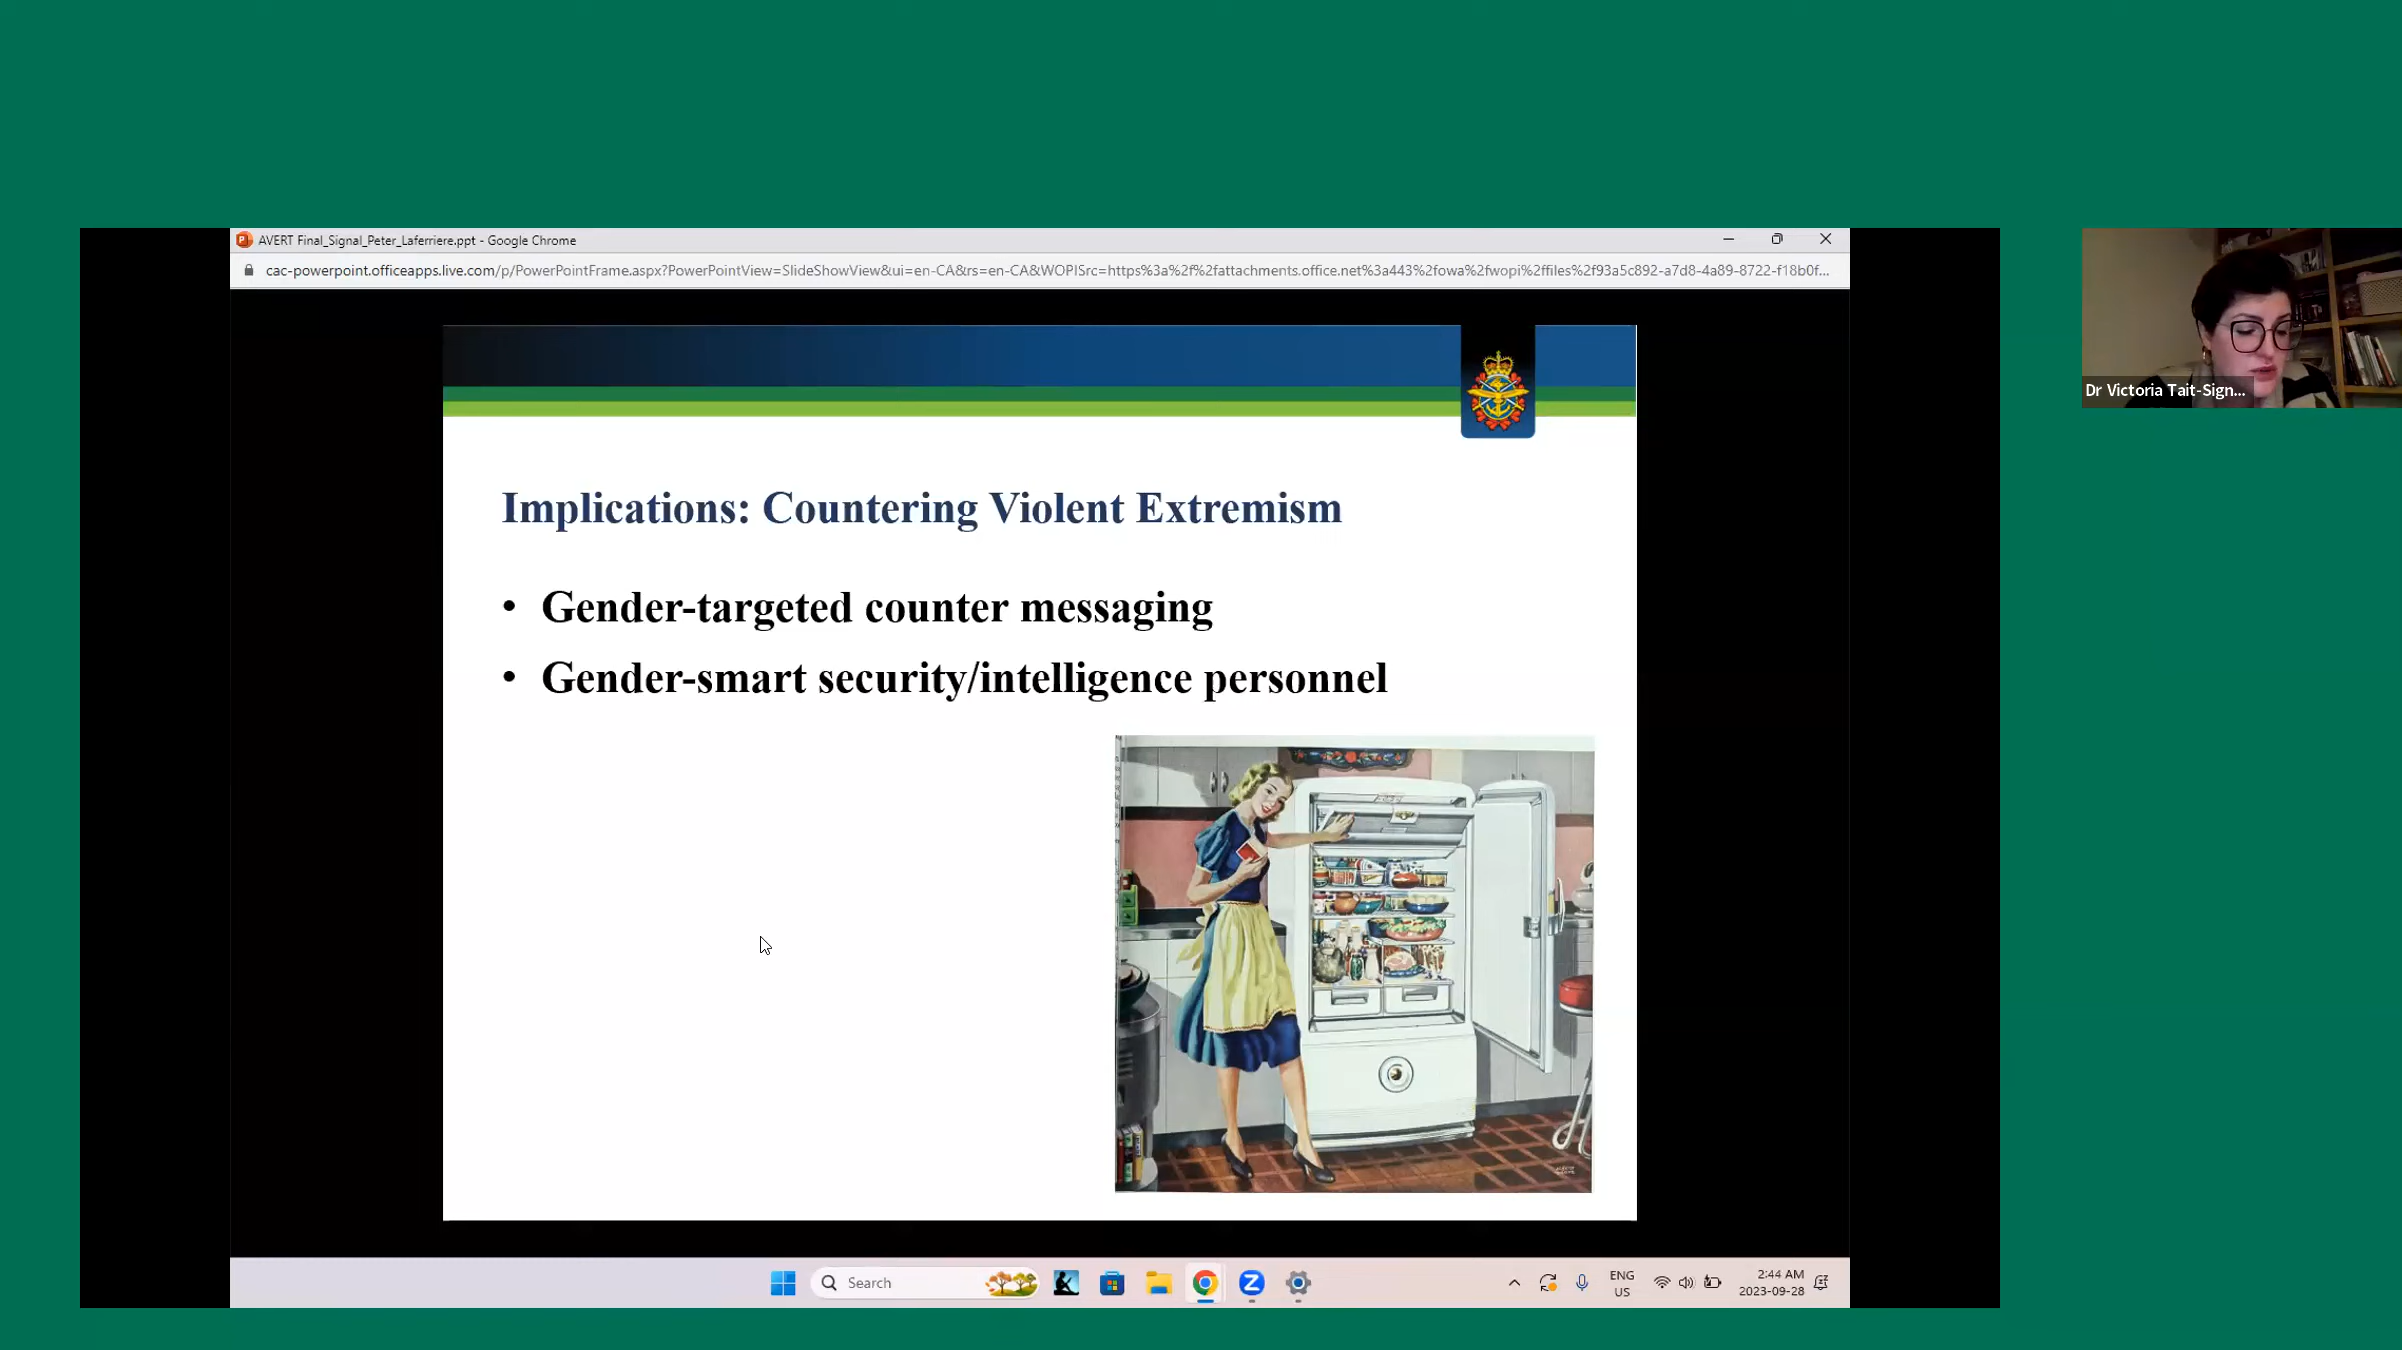 AVERT Final_Signal_Peter_Laferriere.ppt - Google Chrome
cac-powerpoint.officeapps.live.com/p/PowerPointFrame.aspx?PowerPointView=SlideShowView&ui=en-CA&rs=en-CA&WOPISrc=https%3a%2f%2fattachments.office.net%3a443%2fowa%2fwopi%2ffiles%2f93a5c892-a7d8-4a89-8722-f18b0f...
Dr Victoria Tait-Sign...
Implications: Countering Violent Extremism
• Gender-targeted counter messaging
• Gender-smart security/intelligence personnel
Search
ENG
US
2:44 AM
2023-09-28